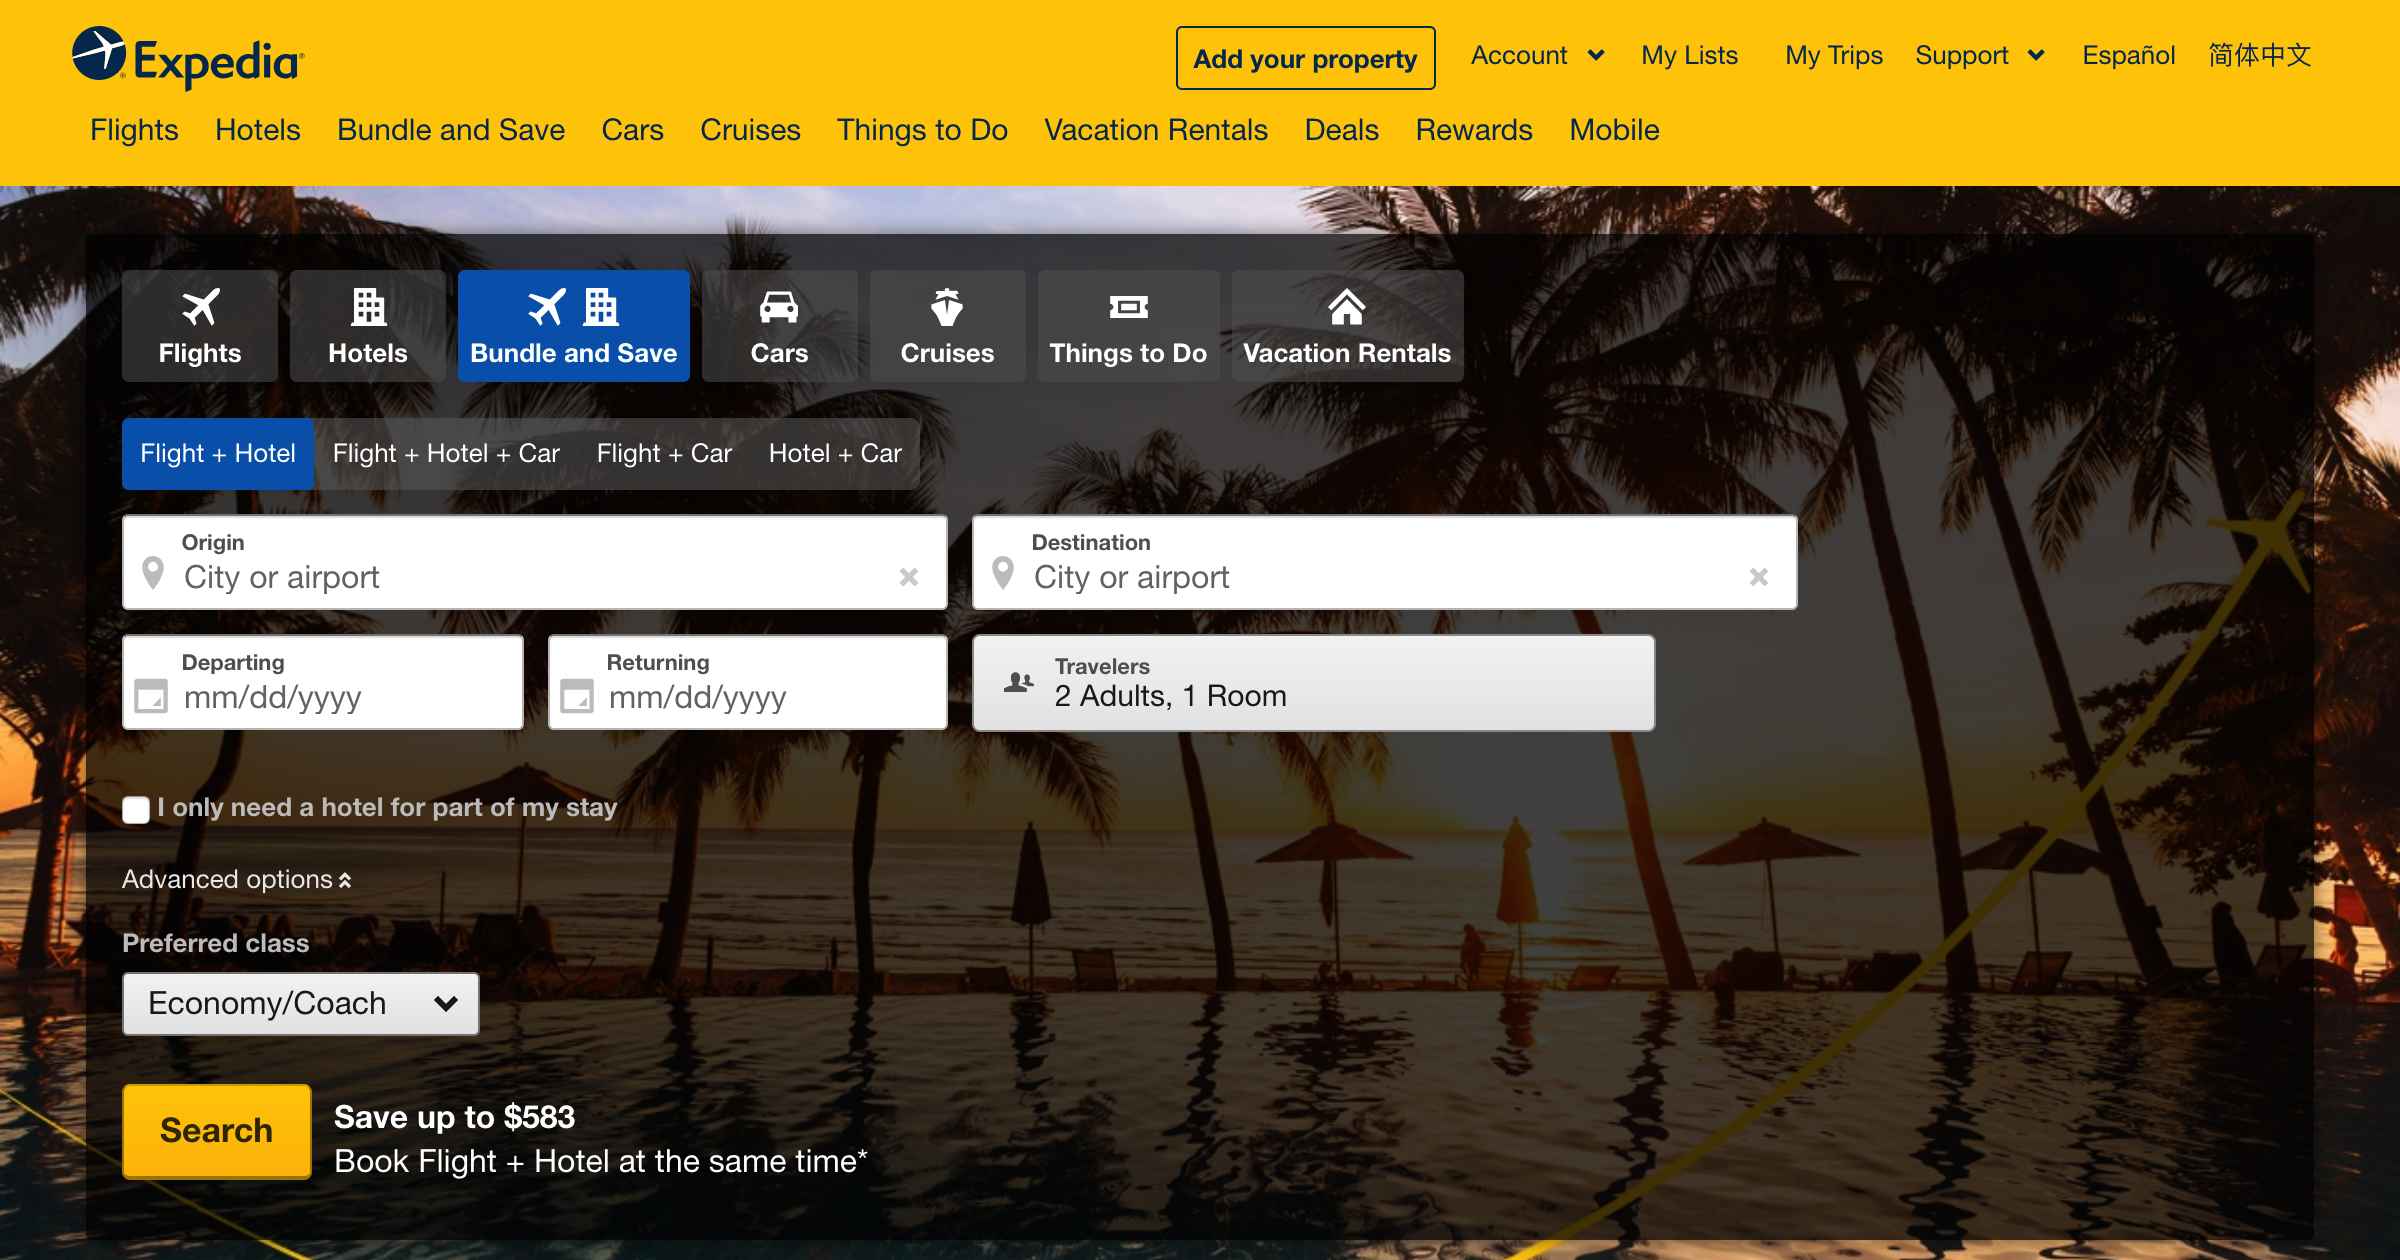 Expedia
Add your property Account My Lists My Trips Support Español 简体中文
Flights Hotels Bundle and Save Cars Cruises Things to Do Vacation Rentals Deals Rewards Mobile
Flights Hotels Bundle and Save Cars Cruises Things to Do Vacation Rentals
Flight + Hotel Flight + Hotel + Car Flight + Car Hotel + Car
Origin
City or airport
Destination
City or airport
Departing
mm/dd/yyyy
Returning
mm/dd/yyyy
Travelers
2 Adults, 1 Room
I only need a hotel for part of my stay
Advanced options
Preferred class
Economy/Coach
Search
Save up to $583
Book Flight + Hotel at the same time*